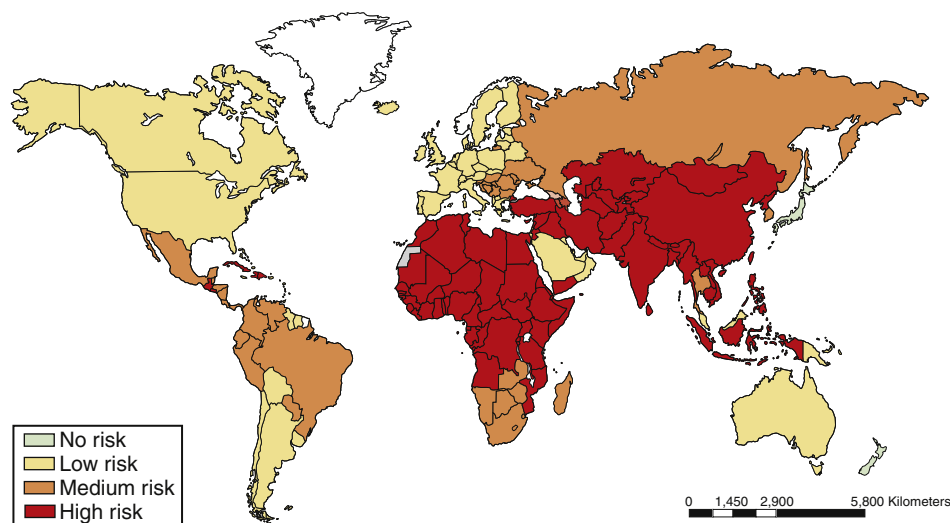 No risk
Low risk
Medium risk
High risk
0 1,450 2,900 5,800 Kilometers